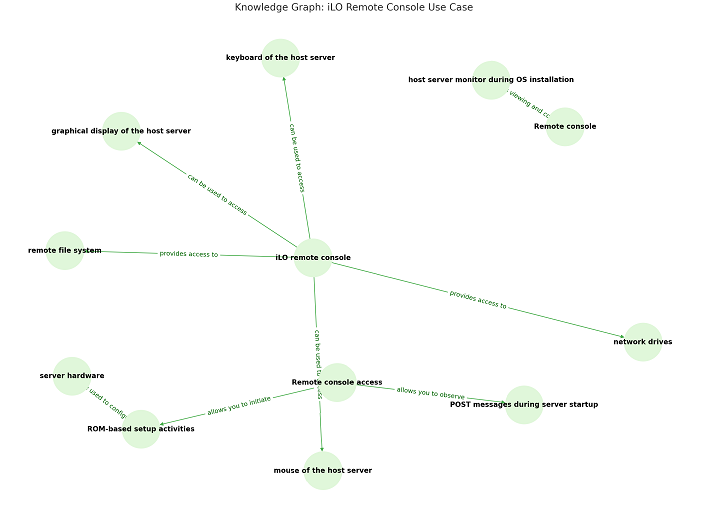 Knowledge Graph: iLO Remote Console Use Case
keyboard of the host server
host server monitor during OS installation
viewing and cc
Remote console
graphical display of the host server
can be used to access
can be used to access
remote file system
provides access to
iLO remote console
provides access to
network drives
can be used to
server hardware
Remote console access
used to config
allows you to initiate
allows you to observe
POST messages during server startup
ROM-based setup activities
mouse of the host server